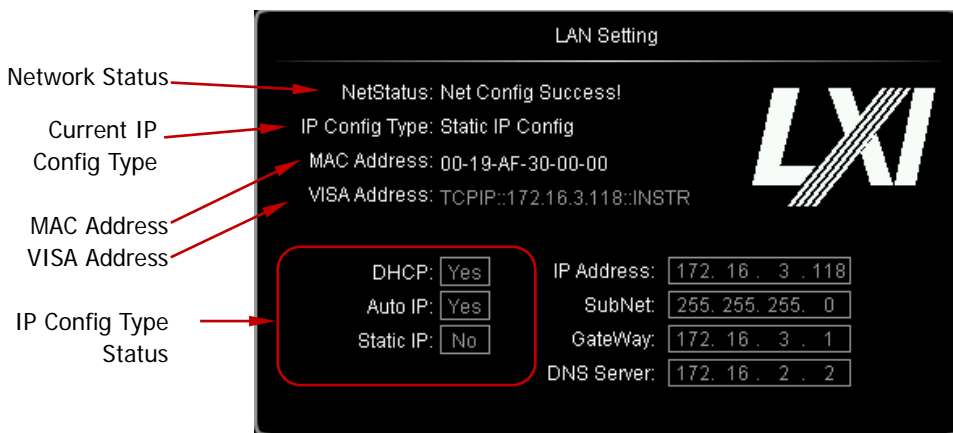 LAN Setting
Network Status
NetStatus: Net Config Success!
Current IP
Config Type
IP Config Type: Static IP Config
MAC Address
MAC Address: 00-19-AF-30-00-00
VISA Address
VISA Address: TCPIP::172.16.3.118::INSTR
LXI
IP Config Type
Status
DHCP: Yes
Auto IP: Yes
Static IP: No
IP Address: 172. 16 . 3 .118
SubNet: 255. 255. 255. 0
GateWay: 172. 16 . 3 . 1
DNS Server: 172. 16 . 2 . 2